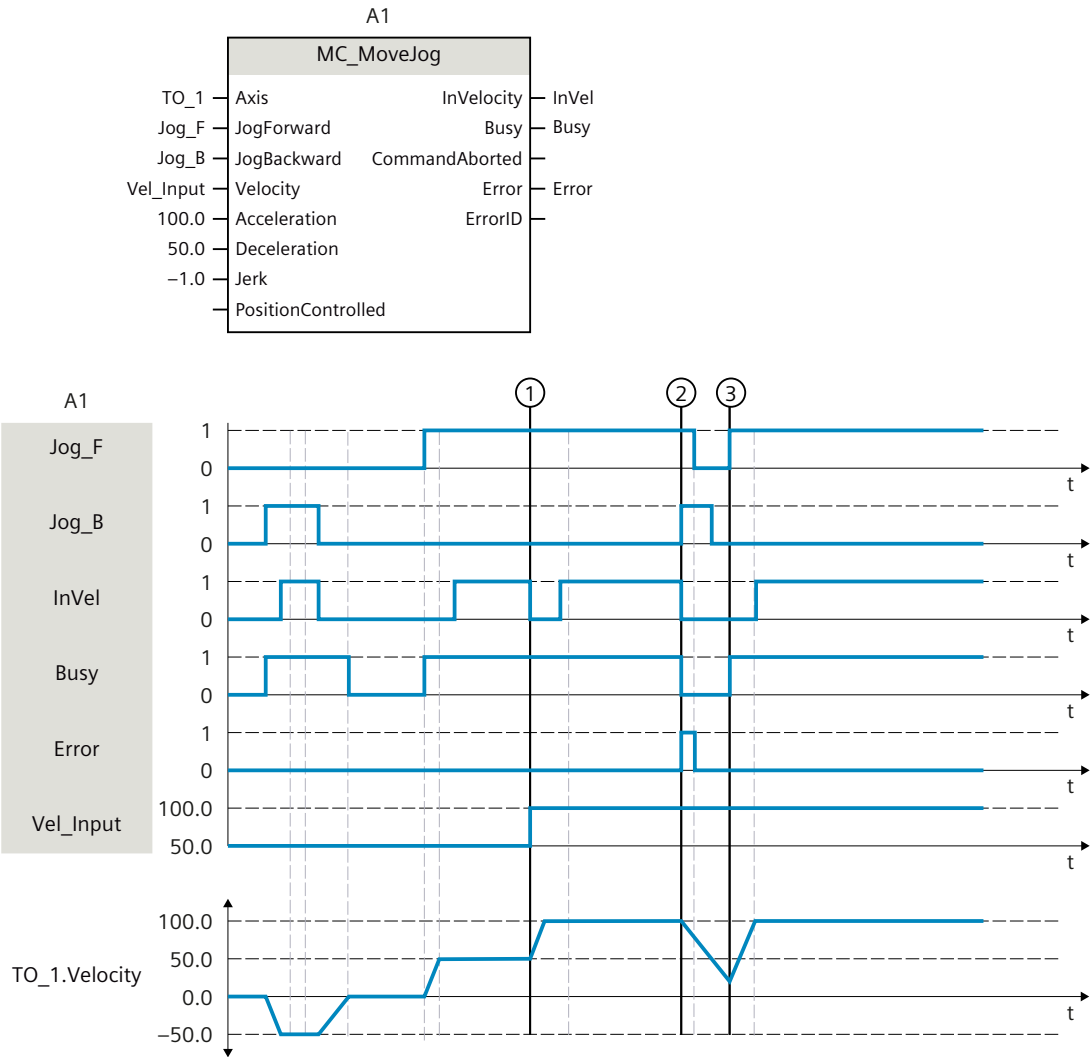 A1
MC_MoveJog
TO_1 Axis InVelocity InVel
Jog_F JogForward Busy Busy
Jog_B JogBackward CommandAborted
Vel_Input Velocity Error Error
100.0 Acceleration ErrorID
50.0 Deceleration
−1.0 Jerk
PositionControlled
A1 1 2 3
Jog_F 1
0
t
Jog_B 1
0
t
InVel 1
0
t
Busy 1
0
t
Error 1
0
t
Vel_Input 100.0
50.0
t
100.0
50.0
TO_1.Velocity
0.0
t
−50.0